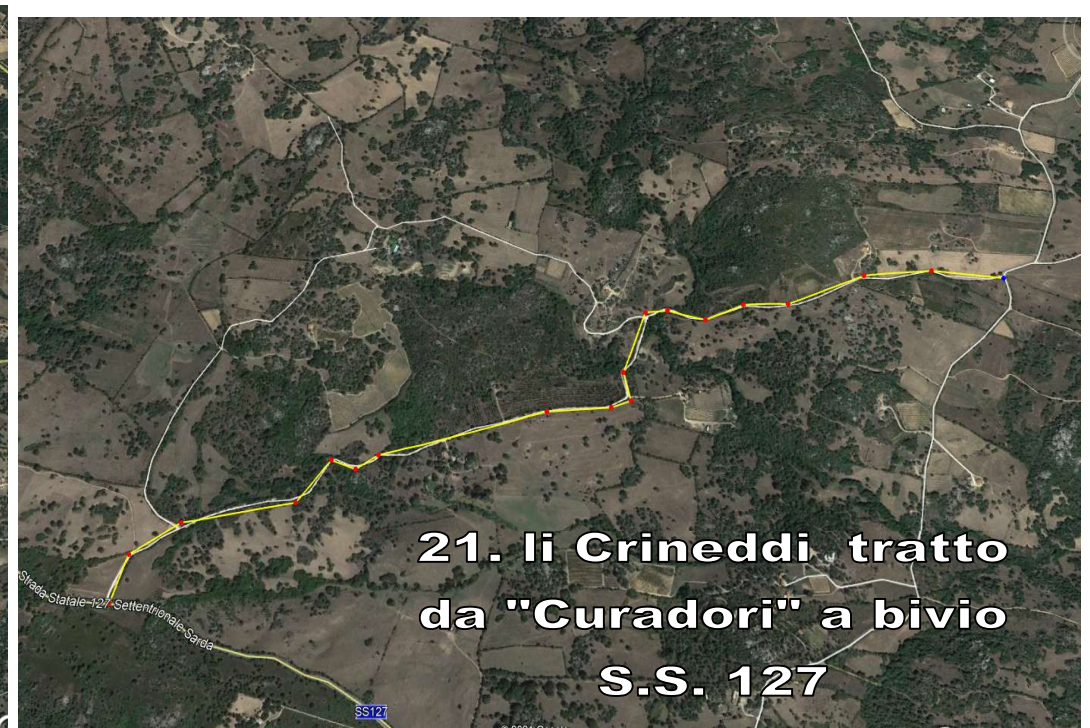 21. li Crineddi tratto
da "Curadori" a bivio
S.S. 127
Strada Statale 127 Settentrionale Sarda
SS127